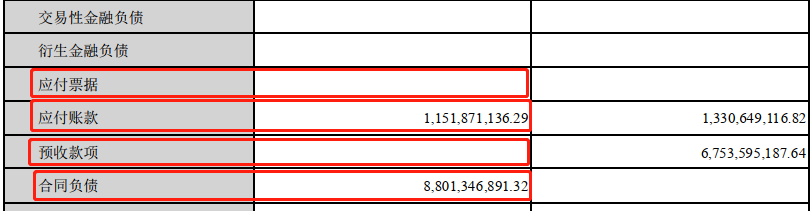 交易性金融负债
衍生金融负债
应付票据
应付账款 1,151,871,136.29 1,330,649,116.82
预收款项 6,753,595,187.64
合同负债 8,801,346,891.32